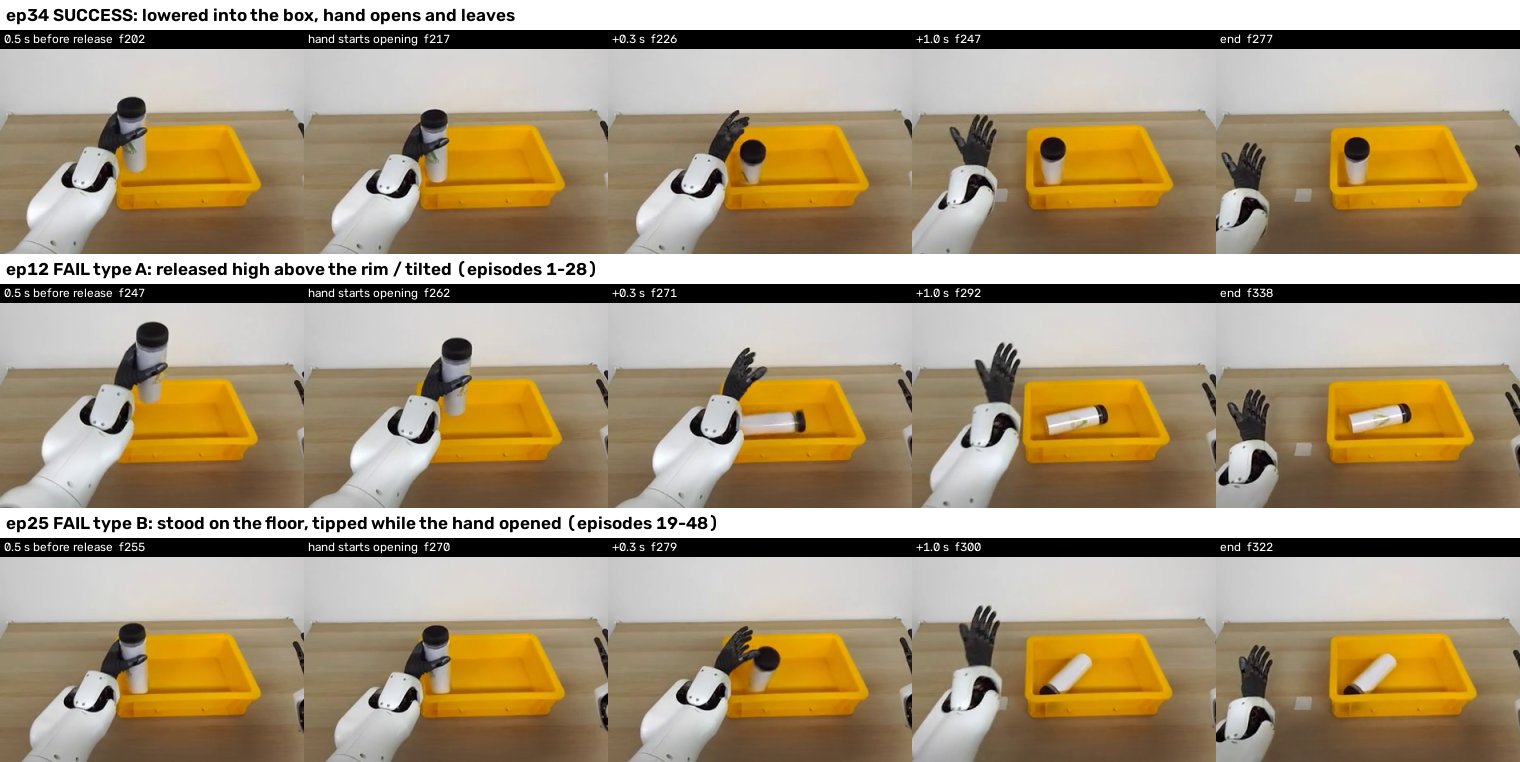 ep34 SUCCESS: lowered into the box, hand opens and leaves
0.5 s before release f202
hand starts opening f217
+0.3 s f226
+1.0 s f247
end f277
ep12 FAIL type A: released high above the rim / tilted (episodes 1-28)
0.5 s before release f247
hand starts opening f262
+0.3 s f271
+1.0 s f292
end f338
ep25 FAIL type B: stood on the floor, tipped while the hand opened (episodes 19-48)
0.5 s before release f255
hand starts opening f270
+0.3 s f279
+1.0 s f300
end f322